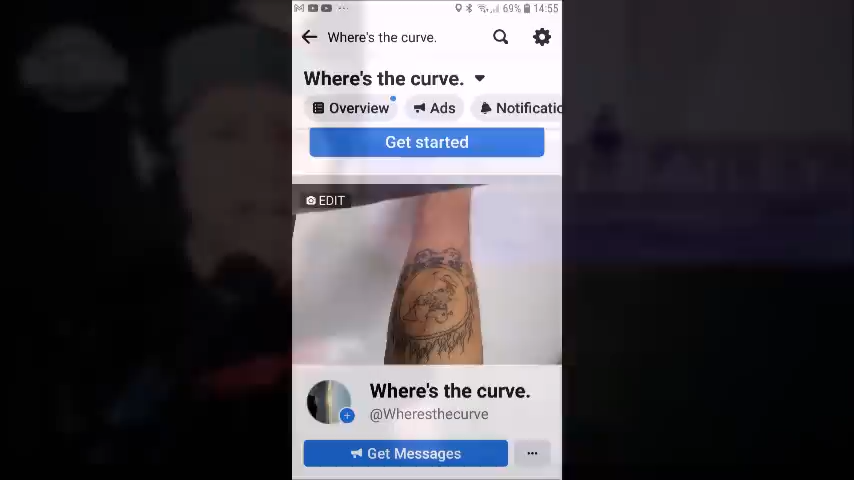 69% 14:55
Where's the curve.
Where's the curve.
Overview Ads Notificatio
Get started
EDIT
Where's the curve.
@Wheresthecurve
Get Messages